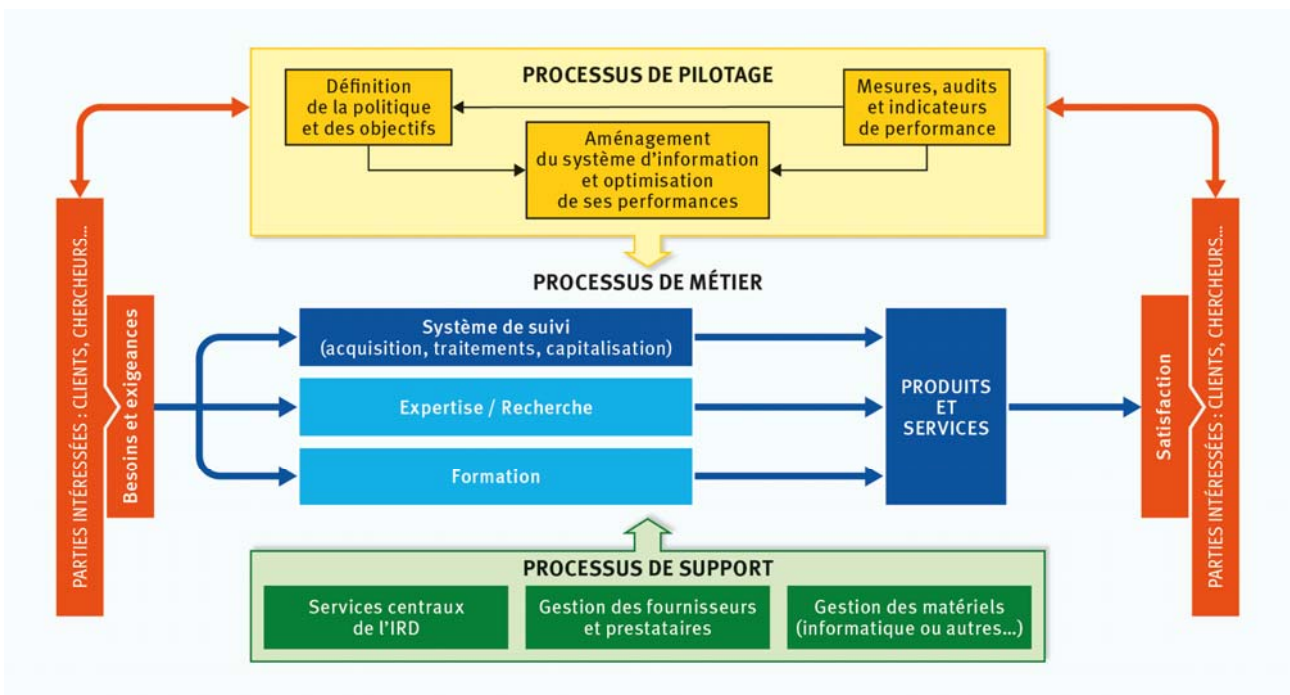 PROCESSUS DE PILOTAGE
Définition
de la politique
et des objectifs
Mesures, audits
et indicateurs
de performance
Aménagement
du système d'information
et optimisation
de ses performances
PARTIES INTÉRESSÉES : CLIENTS, CHERCHEURS...
Besoins et exigeances
PROCESSUS DE MÉTIER
Système de suivi
(acquisition, traitements, capitalisation)
Expertise / Recherche
Formation
PRODUITS
ET
SERVICES
Satisfaction
PARTIES INTÉRESSÉES : CLIENTS, CHERCHEURS...
PROCESSUS DE SUPPORT
Services centraux
de l'IRD
Gestion des fournisseurs
et prestataires
Gestion des matériels
(informatique ou autres...)